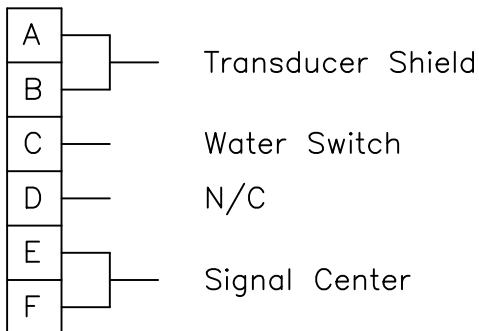 A
Transducer Shield
B
C Water Switch
D N/C
E
Signal Center
F